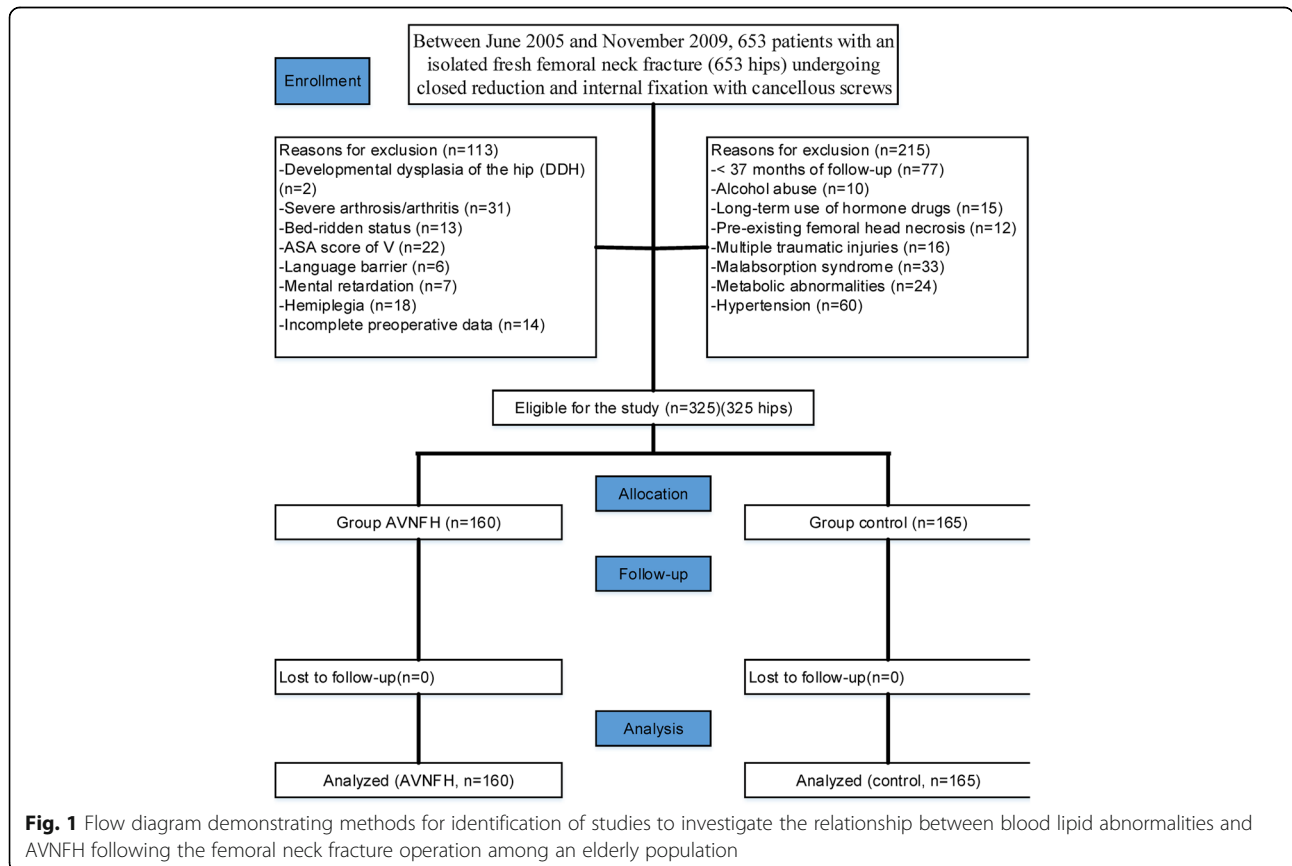 Between June 2005 and November 2009, 653 patients with an
isolated fresh femoral neck fracture (653 hips) undergoing
closed reduction and internal fixation with cancellous screws
Enrollment
Reasons for exclusion (n=113)
-Developmental dysplasia of the hip (DDH)
(n=2)
-Severe arthrosis/arthritis (n=31)
-Bed-ridden status (n=13)
-ASA score of V (n=22)
-Language barrier (n=6)
-Mental retardation (n=7)
-Hemiplegia (n=18)
-Incomplete preoperative data (n=14)
Reasons for exclusion (n=215)
-< 37 months of follow-up (n=77)
-Alcohol abuse (n=10)
-Long-term use of hormone drugs (n=15)
-Pre-existing femoral head necrosis (n=12)
-Multiple traumatic injuries (n=16)
-Malabsorption syndrome (n=33)
-Metabolic abnormalities (n=24)
-Hypertension (n=60)
Eligible for the study (n=325)(325 hips)
Allocation
Group AVNFH (n=160)
Group control (n=165)
Follow-up
Lost to follow-up(n=0)
Lost to follow-up(n=0)
Analysis
Analyzed (AVNFH, n=160)
Analyzed (control, n=165)
Fig. 1 Flow diagram demonstrating methods for identification of studies to investigate the relationship between blood lipid abnormalities and
AVNFH following the femoral neck fracture operation among an elderly population